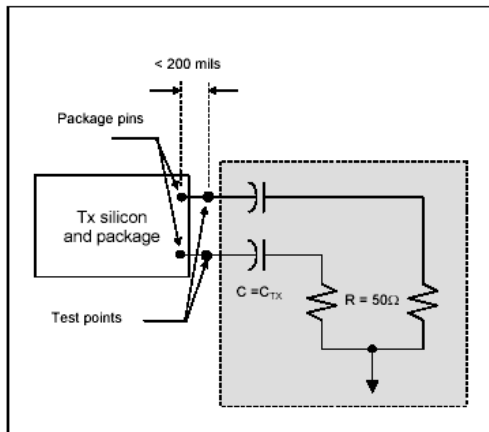 < 200 mils
Package pins
Tx silicon
and package
C =CTX
R = 50Ω
Test points